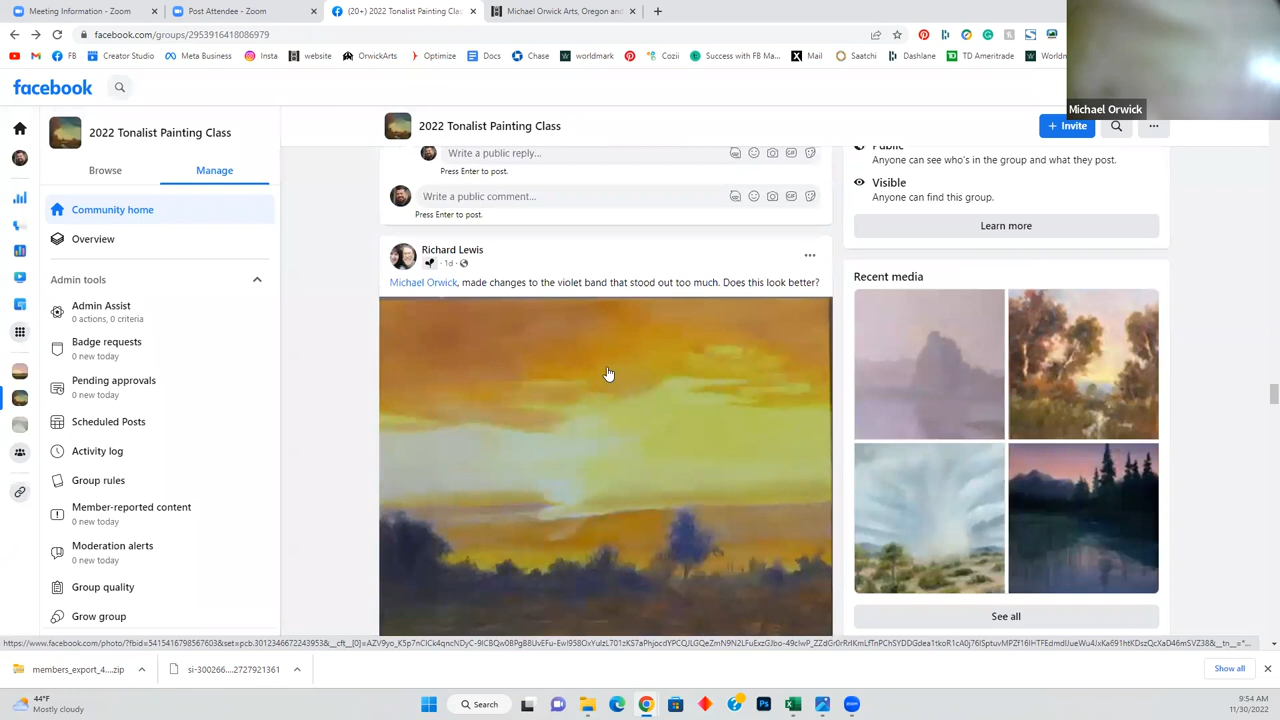 Meeting Information - Zoom
Post Attendee - Zoom
(20+) 2022 Tonalist Painting Clas
Michael Orwick Arts, Oregon and
facebook.com/groups/2953916418086979
FB
Creator Studio
Meta Business
Insta
website
OrwickArts
Optimize
Docs
Chase
worldmark
Cozii
Success with FB Ma...
Mail
Saatchi
Dashlane
TD Ameritrade
Michael Orwick
facebook
2022 Tonalist Painting Class
Browse
Manage
Community home
Overview
Admin tools
Admin Assist
0 actions, 0 criteria
Badge requests
0 new today
Pending approvals
0 new today
Scheduled Posts
Activity log
Group rules
Member-reported content
0 new today
Moderation alerts
0 new today
Group quality
Grow group
2022 Tonalist Painting Class
+ Invite
Write a public reply...
Press Enter to post.
Write a public comment...
Press Enter to post.
Richard Lewis
· 1d ·
Michael Orwick, made changes to the violet band that stood out too much. Does this look better?
Public
Anyone can see who's in the group and what they post.
Visible
Anyone can find this group.
Learn more
Recent media
See all
members_export_4....zip
si-300266....2727921361
Show all
44°F
Mostly cloudy
Search
9:54 AM
11/30/2022